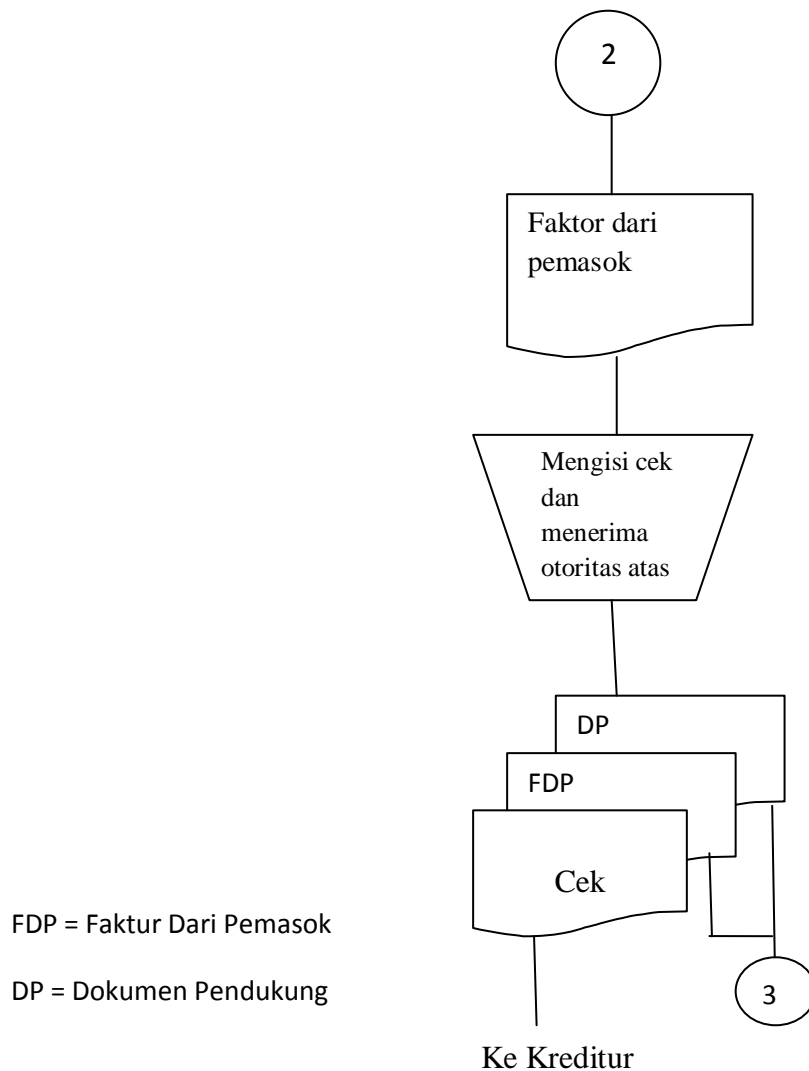 2
Faktor dari
pemasok
Mengisi cek
dan
menerima
otoritas atas
DP
FDP
Cek
FDP = Faktur Dari Pemasok
DP = Dokumen Pendukung
3
Ke Kreditur